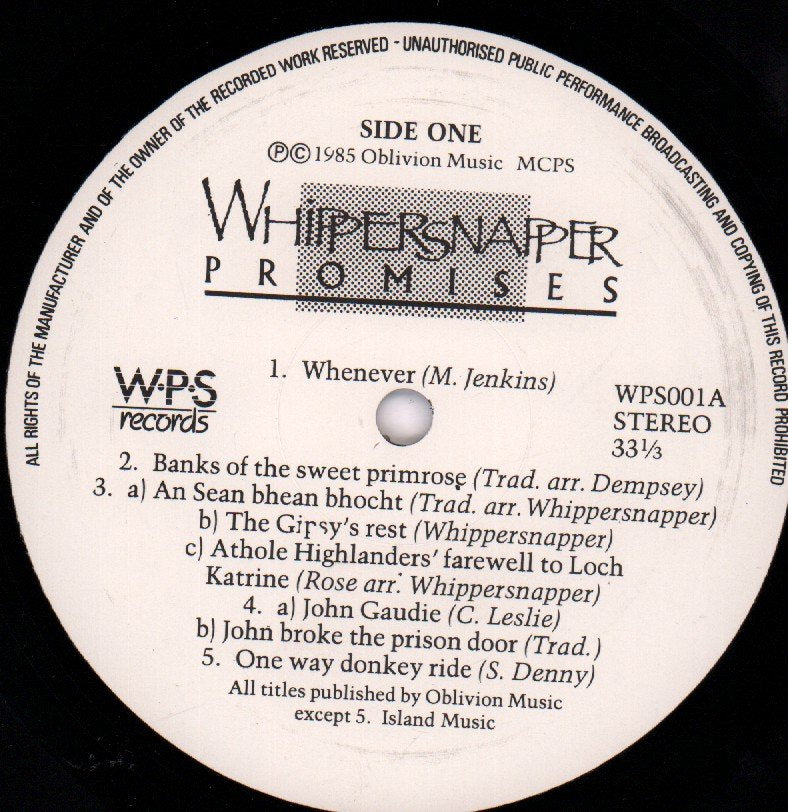 ALL RIGHTS OF THE MANUFACTURER AND OF THE OWNER OF THE RECORDED WORK RESERVED - UNAUTHORISED PUBLIC PERFORMANCE BROADCASTING AND COPYING OF THIS RECORD PROHIBITED
SIDE ONE
ⓅⒸ1985 Oblivion Music MCPS
WHIPPERSNAPPER
PROMISES
1. Whenever (M. Jenkins)
W·P·S
records
WPS001A
STEREO
33⅓
2. Banks of the sweet primrose (Trad. arr. Dempsey)
3. a) An Sean bhean bhocht (Trad. arr. Whippersnapper)
b) The Gipsy's rest (Whippersnapper)
c) Athole Highlanders' farewell to Loch
Katrine (Rose arr. Whippersnapper)
4. a) John Gaudie (C. Leslie)
b) John broke the prison door (Trad.)
5. One way donkey ride (S. Denny)
All titles published by Oblivion Music
except 5. Island Music